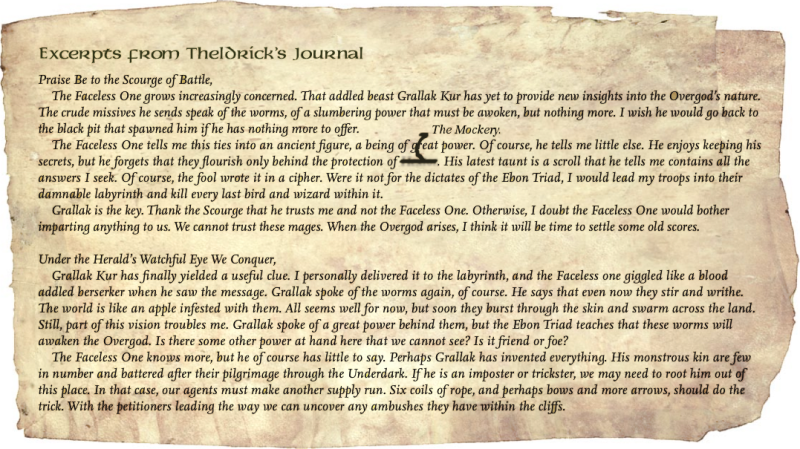 Excerpts from Theldrick's Journal
Praise Be to the Scourge of Battle,
The Faceless One grows increasingly concerned. That addled beast Grallak Kur has yet to provide new insights into the Overgod's nature.
The crude missives he sends speak of the worms, of a slumbering power that must be awoken, but nothing more. I wish he would go back to
the black pit that spawned him if he has nothing more to offer.
The Mockery.
The Faceless One tells me this ties into an ancient figure, a being of great power. Of course, he tells me little else. He enjoys keeping his
secrets, but he forgets that they flourish only behind the protection of . His latest taunt is a scroll that he tells me contains all the
answers I seek. Of course, the fool wrote it in a cipher. Were it not for the dictates of the Ebon Triad, I would lead my troops into their
damnable labyrinth and kill every last bird and wizard within it.
Grallak is the key. Thank the Scourge that he trusts me and not the Faceless One. Otherwise, I doubt the Faceless One would bother
imparting anything to us. We cannot trust these mages. When the Overgod arises, I think it will be time to settle some old scores.
Under the Herald's Watchful Eye We Conquer,
Grallak Kur has finally yielded a useful clue. I personally delivered it to the labyrinth, and the Faceless one giggled like a blood
addled berserker when he saw the message. Grallak spoke of the worms again, of course. He says that even now they stir and writhe.
The world is like an apple infested with them. All seems well for now, but soon they burst through the skin and swarm across the land.
Still, part of this vision troubles me. Grallak spoke of a great power behind them, but the Ebon Triad teaches that these worms will
awaken the Overgod. Is there some other power at hand here that we cannot see? Is it friend or foe?
The Faceless One knows more, but he of course has little to say. Perhaps Grallak has invented everything. His monstrous kin are few
in number and battered after their pilgrimage through the Underdark. If he is an imposter or trickster, we may need to root him out of
this place. In that case, our agents must make another supply run. Six coils of rope, and perhaps bows and more arrows, should do the
trick. With the petitioners leading the way we can uncover any ambushes they have within the cliffs.